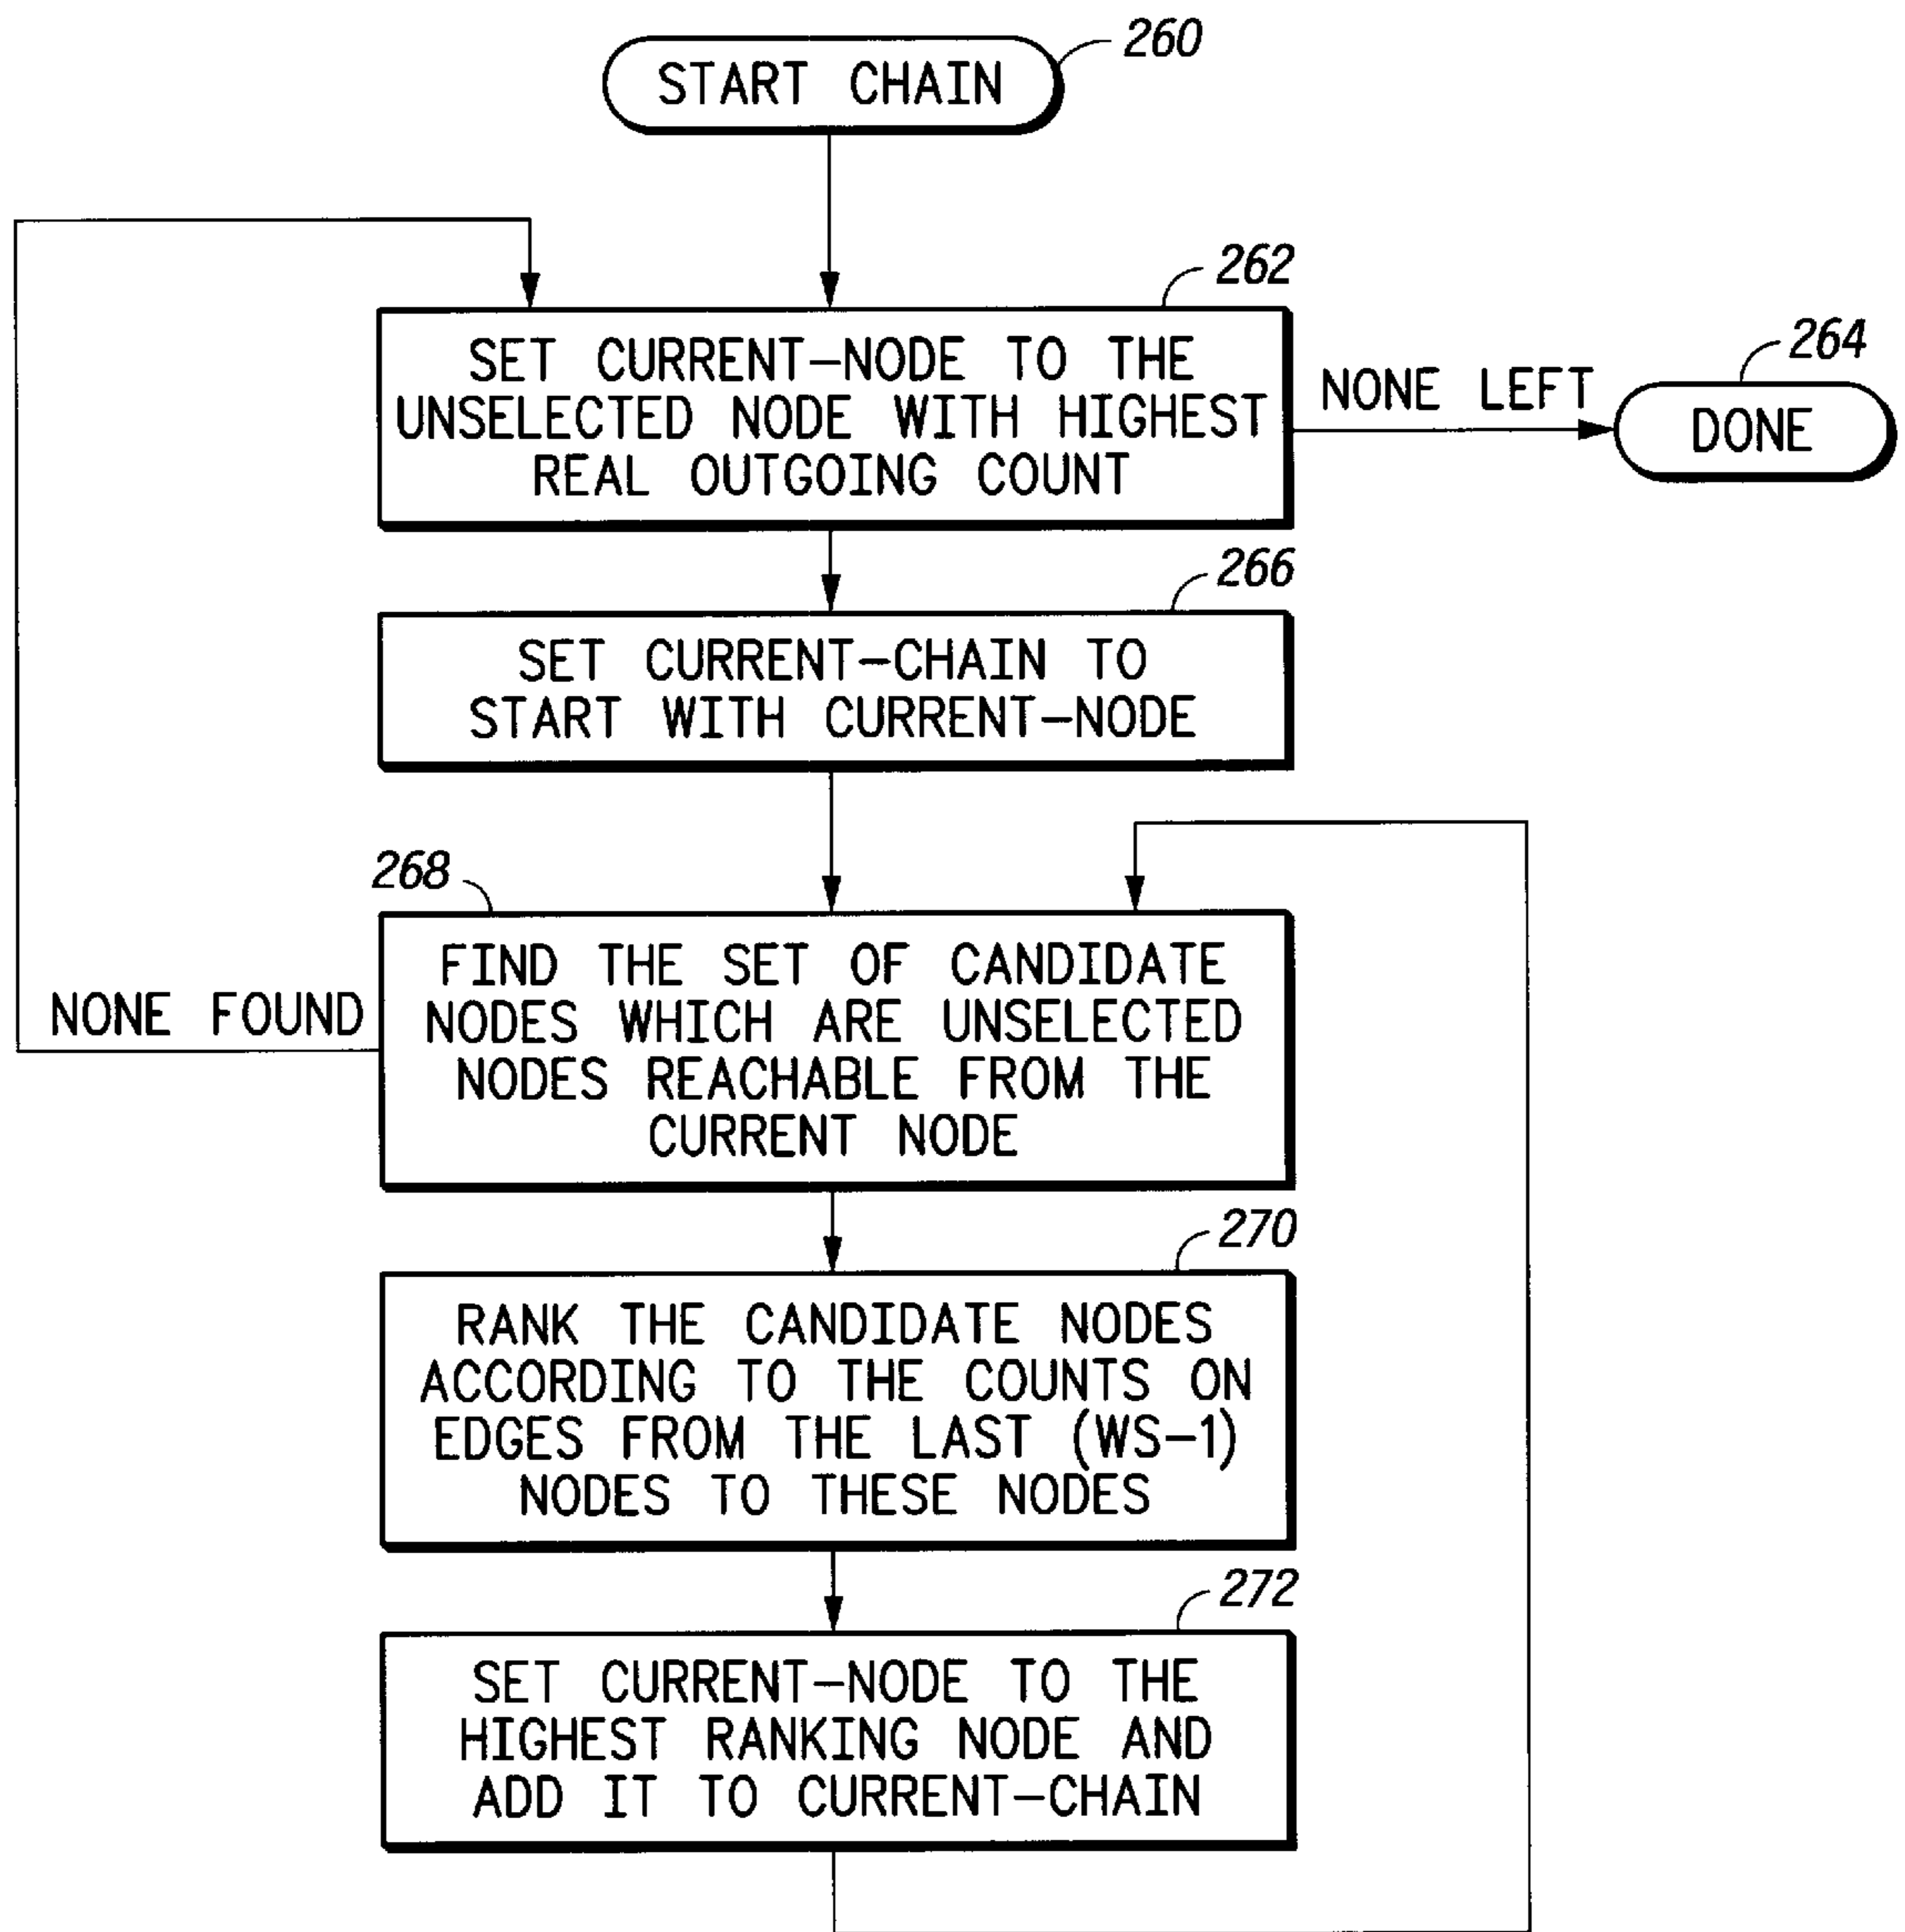 260
START CHAIN
262
SET CURRENT-NODE TO THE
UNSELECTED NODE WITH HIGHEST
REAL OUTGOING COUNT
NONE LEFT
264
DONE
266
SET CURRENT-CHAIN TO
START WITH CURRENT-NODE
268
FIND THE SET OF CANDIDATE
NODES WHICH ARE UNSELECTED
NODES REACHABLE FROM THE
CURRENT NODE
NONE FOUND
270
RANK THE CANDIDATE NODES
ACCORDING TO THE COUNTS ON
EDGES FROM THE LAST (WS-1)
NODES TO THESE NODES
272
SET CURRENT-NODE TO THE
HIGHEST RANKING NODE AND
ADD IT TO CURRENT-CHAIN